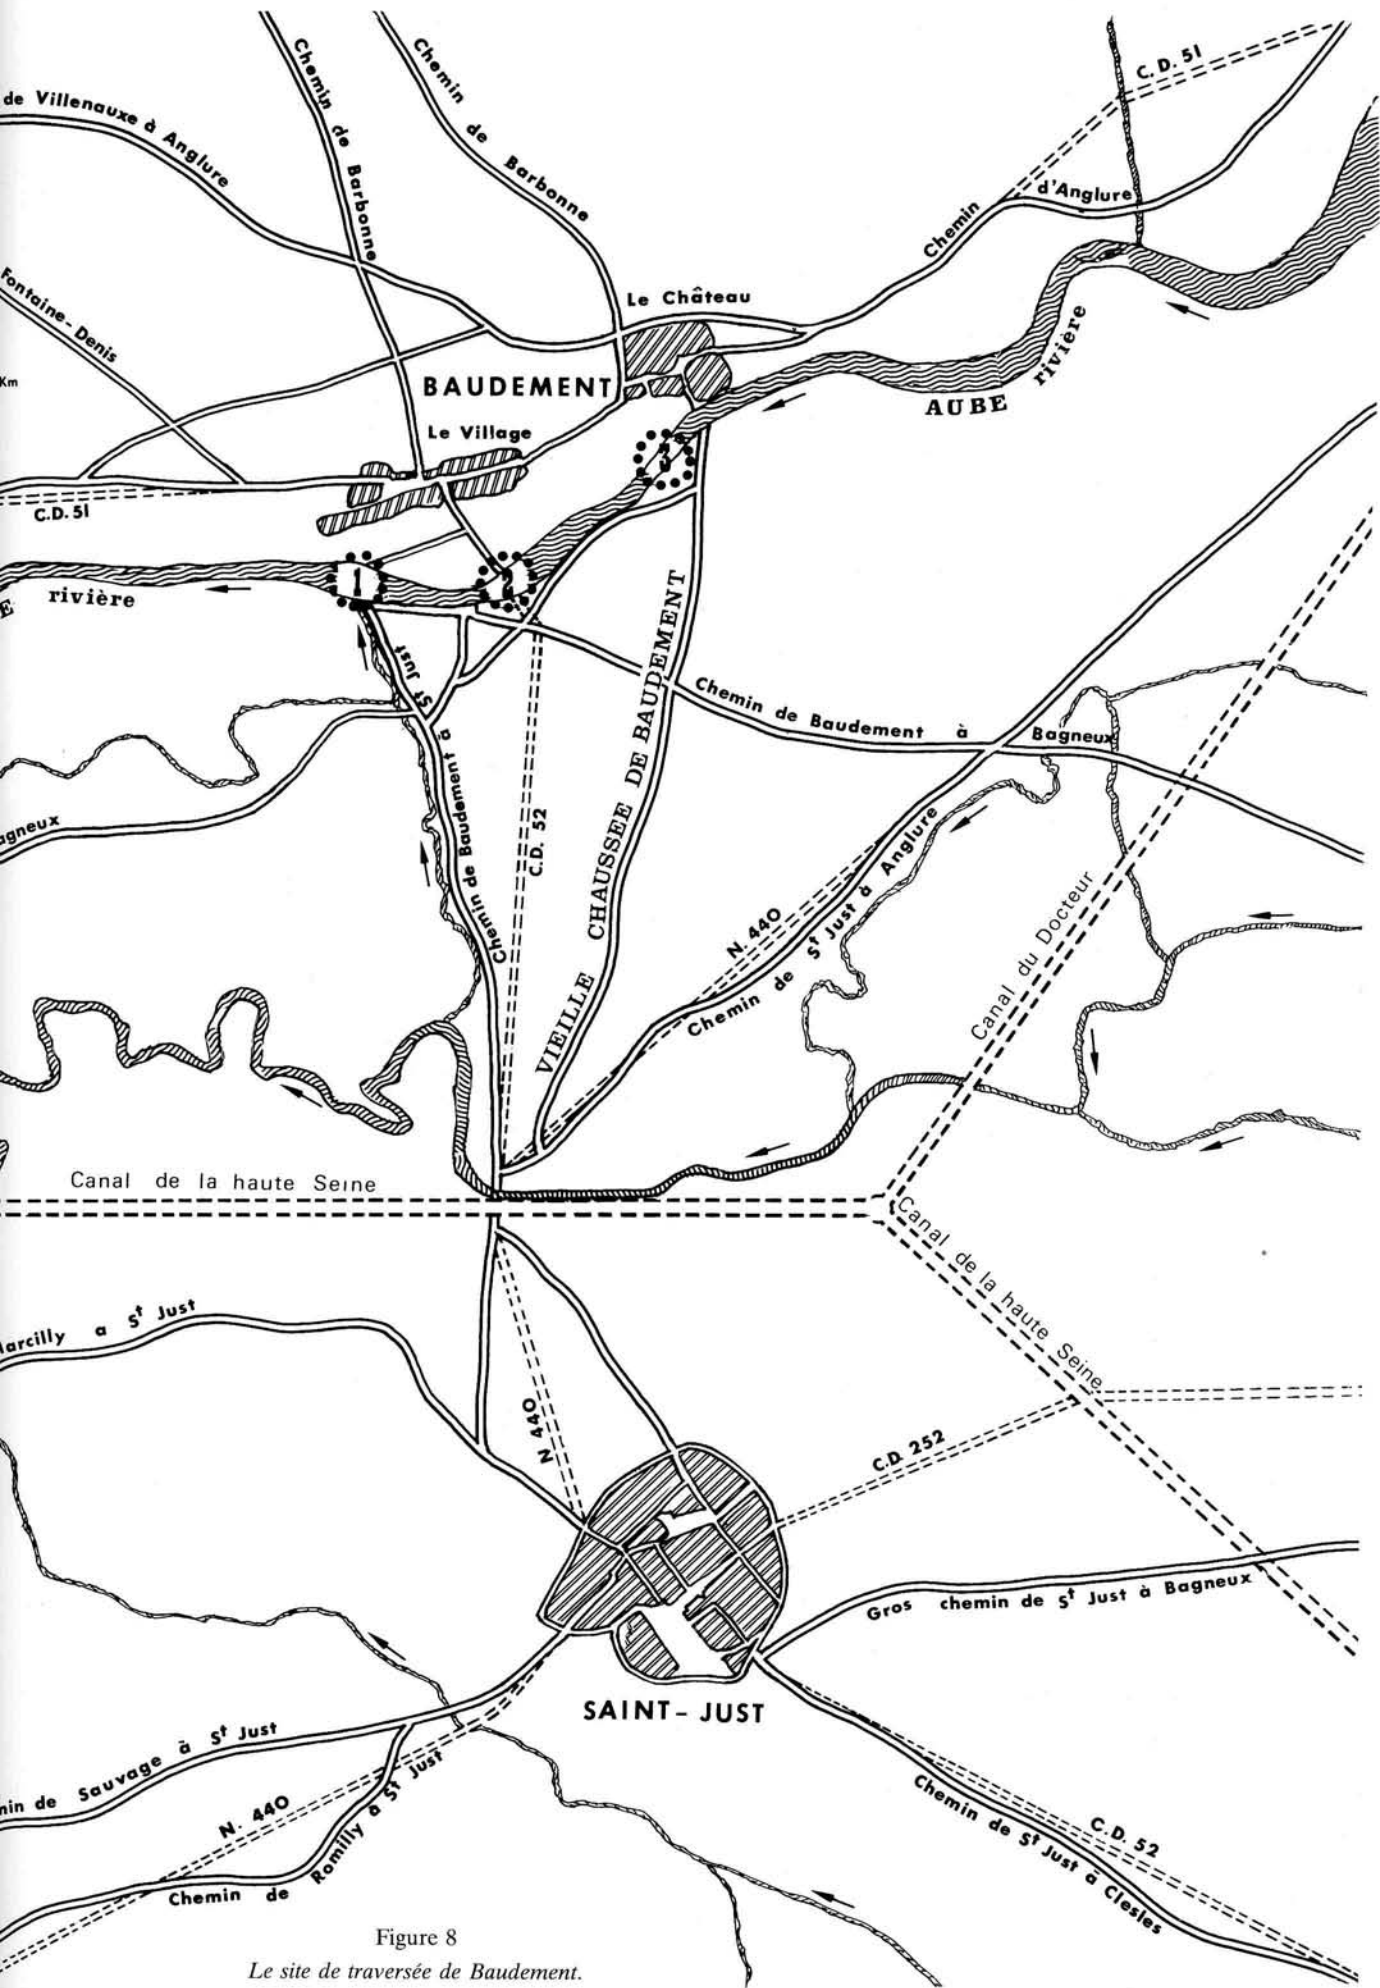 C.D. 51
de Villenauxe à Anglure
Chemin de Barbonne
Chemin de Barbonne
Chemin d'Anglure
Fontaine-Denis
Km
Le Château
BAUDEMENT
rivière
AUBE
Le Village
3
C.D. 51
1
2
E rivière
Chemin de Baudement à St Just
Chemin de Baudement à Bagneux
VIEILLE CHAUSSEE DE BAUDEMENT
C.D. 52
agneux
N. 440
Chemin de St Just à Anglure
Canal du Docteur
Canal de la haute Seine
Canal de la haute Seine
arcilly a St Just
N 440
C.D. 252
Gros chemin de St Just à Bagneux
SAINT-JUST
min de Sauvage à St Just
N. 440
Chemin de Romilly à St Just
Chemin de St Just à Clesles
C.D. 52
Figure 8
Le site de traversée de Baudement.